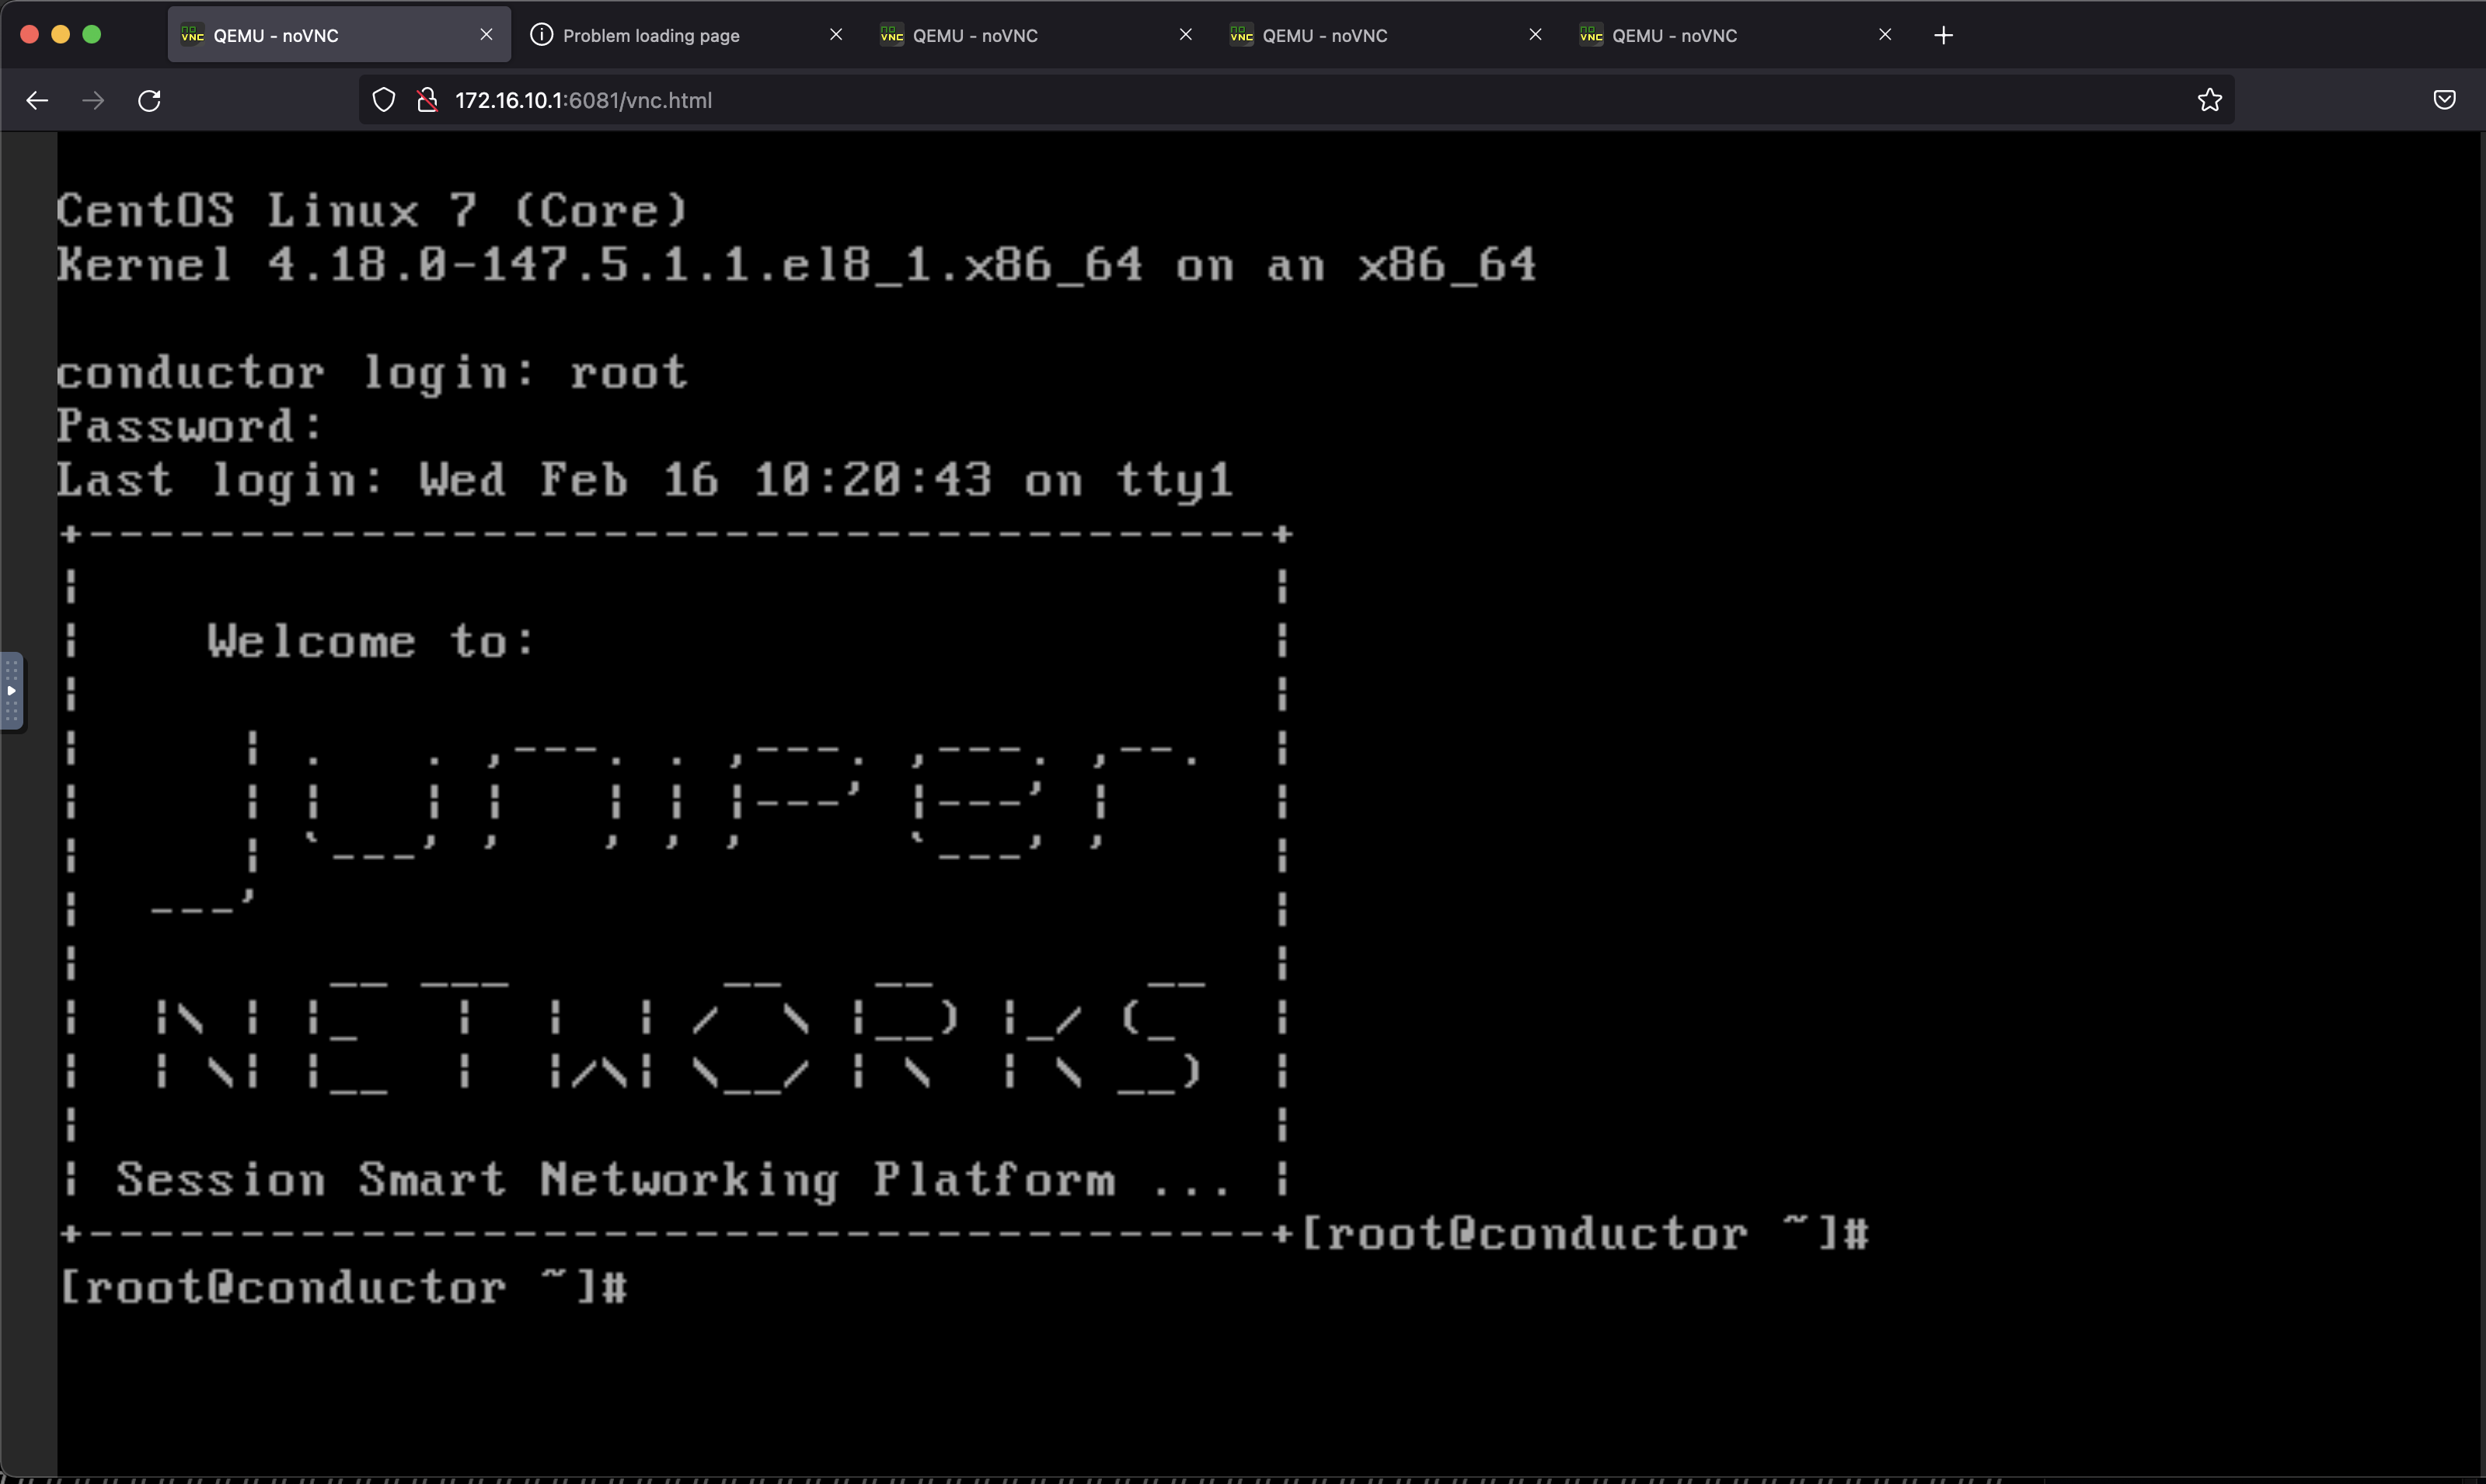 QEMU - noVNC
Problem loading page
QEMU - noVNC
QEMU - noVNC
QEMU - noVNC
172.16.10.1:6081/vnc.html
CentOS Linux 7 (Core)
Kernel 4.18.0-147.5.1.1.el8_1.x86_64 on an x86_64
conductor login: root
Password:
Last login: Wed Feb 16 10:20:43 on tty1
Welcome to:
Juniper
NETWORKS
Session Smart Networking Platform ...
[root@conductor ~]#
[root@conductor ~]#